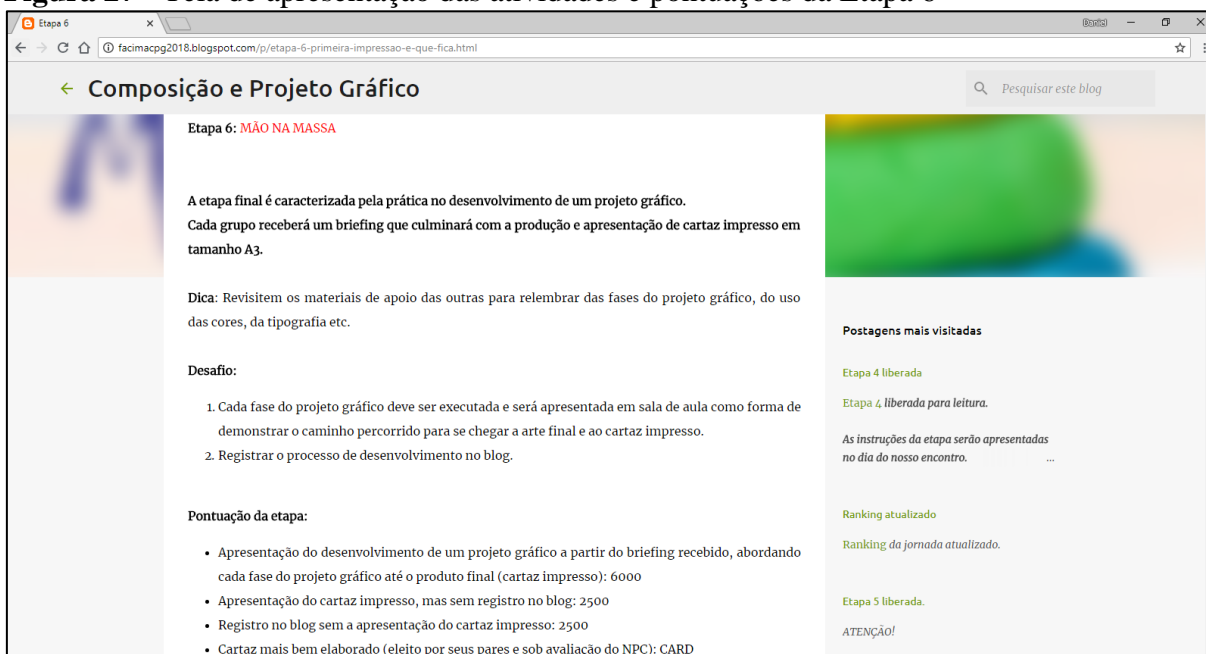 Etapa 6
Daniel
facimacpg2018.blogspot.com/p/etapa-6-primeira-impressao-e-que-fica.html
Composição e Projeto Gráfico
Pesquisar este blog
Etapa 6: MÃO NA MASSA
A etapa final é caracterizada pela prática no desenvolvimento de um projeto gráfico.
Cada grupo receberá um briefing que culminará com a produção e apresentação de cartaz impresso em
tamanho A3.
Dica: Revisitem os materiais de apoio das outras para relembrar das fases do projeto gráfico, do uso
das cores, da tipografia etc.
Desafio:
1. Cada fase do projeto gráfico deve ser executada e será apresentada em sala de aula como forma de
demonstrar o caminho percorrido para se chegar a arte final e ao cartaz impresso.
2. Registrar o processo de desenvolvimento no blog.
Pontuação da etapa:
• Apresentação do desenvolvimento de um projeto gráfico a partir do briefing recebido, abordando
cada fase do projeto gráfico até o produto final (cartaz impresso): 6000
• Apresentação do cartaz impresso, mas sem registro no blog: 2500
• Registro no blog sem a apresentação do cartaz impresso: 2500
• Cartaz mais bem elaborado (eleito por seus pares e sob avaliação do NPC): CARD
Postagens mais visitadas
Etapa 4 liberada
Etapa 4 liberada para leitura.
As instruções da etapa serão apresentadas
no dia do nosso encontro. ...
Ranking atualizado
Ranking da jornada atualizado.
Etapa 5 liberada.
ATENÇÃO!